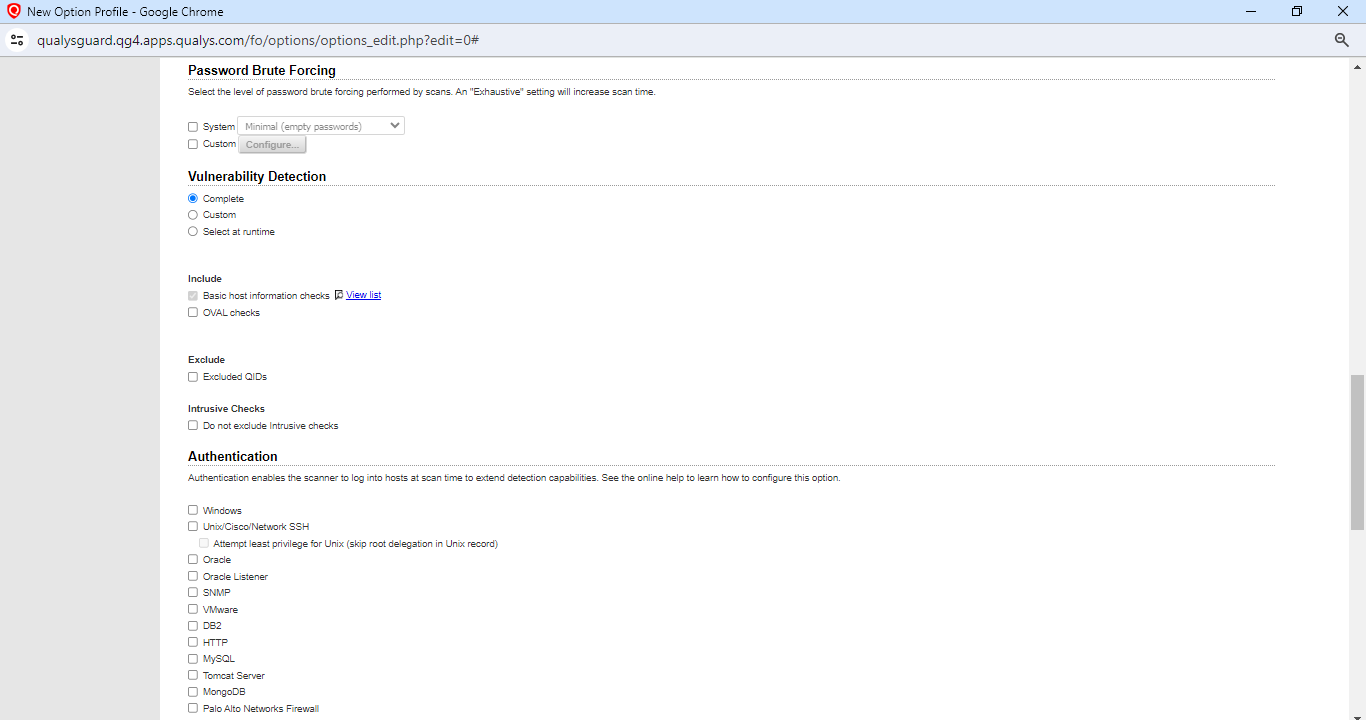 New Option Profile - Google Chrome
qualysguard.qg4.apps.qualys.com/fo/options/options_edit.php?edit=0#
Password Brute Forcing
Select the level of password brute forcing performed by scans. An "Exhaustive" setting will increase scan time.
System Minimal (empty passwords)
Custom Configure...
Vulnerability Detection
Complete
Custom
Select at runtime
Include
Basic host information checks View list
OVAL checks
Exclude
Excluded QIDs
Intrusive Checks
Do not exclude Intrusive checks
Authentication
Authentication enables the scanner to log into hosts at scan time to extend detection capabilities. See the online help to learn how to configure this option.
Windows
Unix/Cisco/Network SSH
Attempt least privilege for Unix (skip root delegation in Unix record)
Oracle
Oracle Listener
SNMP
VMware
DB2
HTTP
MySQL
Tomcat Server
MongoDB
Palo Alto Networks Firewall